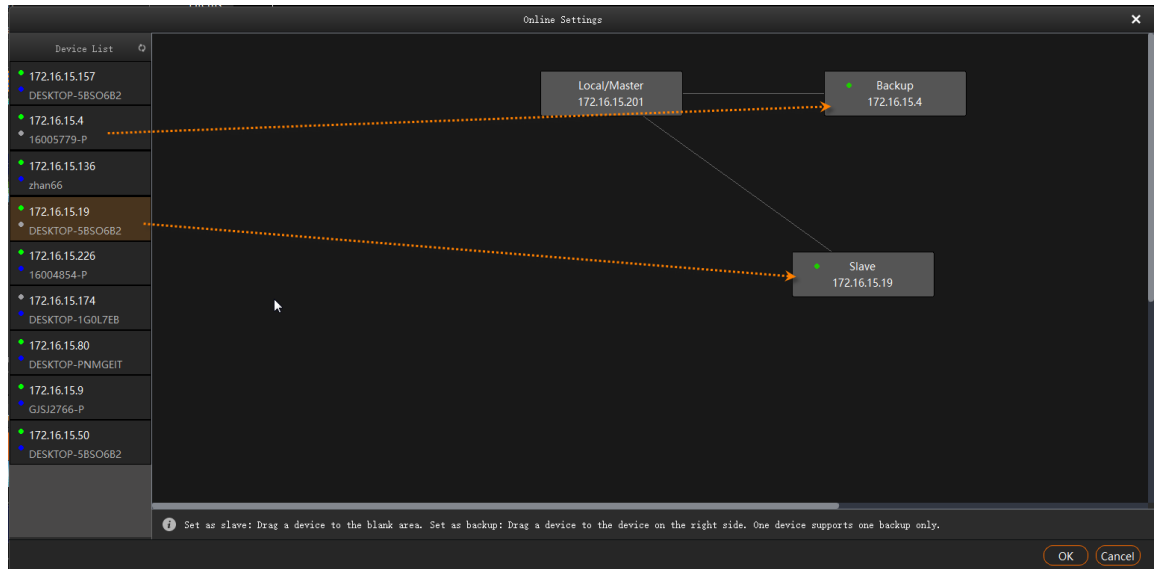 Online Settings
Device List
172.16.15.157
DESKTOP-5BSO6B2
172.16.15.4
16005779-P
172.16.15.136
zhan66
172.16.15.19
DESKTOP-5BSO6B2
172.16.15.226
16004854-P
172.16.15.174
DESKTOP-1G0L7EB
172.16.15.80
DESKTOP-PNMGEIT
172.16.15.9
GJSJ2766-P
172.16.15.50
DESKTOP-5BSO6B2
Local/Master
172.16.15.201
Backup
172.16.15.4
Slave
172.16.15.19
Set as slave: Drag a device to the blank area. Set as backup: Drag a device to the device on the right side. One device supports one backup only.
OK
Cancel